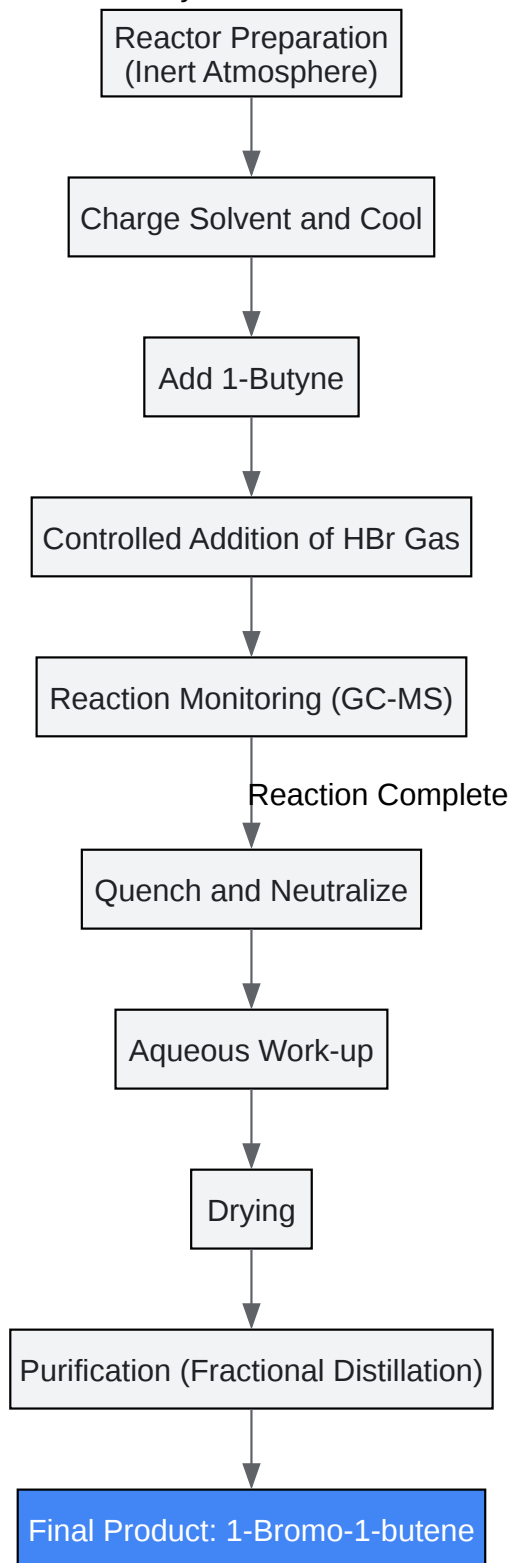 Reactor Preparation
(Inert Atmosphere)
Charge Solvent and Cool
Add 1-Butyne
Controlled Addition of HBr Gas
Reaction Monitoring (GC-MS)
Reaction Complete
Quench and Neutralize
Aqueous Work-up
Drying
Purification (Fractional Distillation)
Final Product: 1-Bromo-1-butene